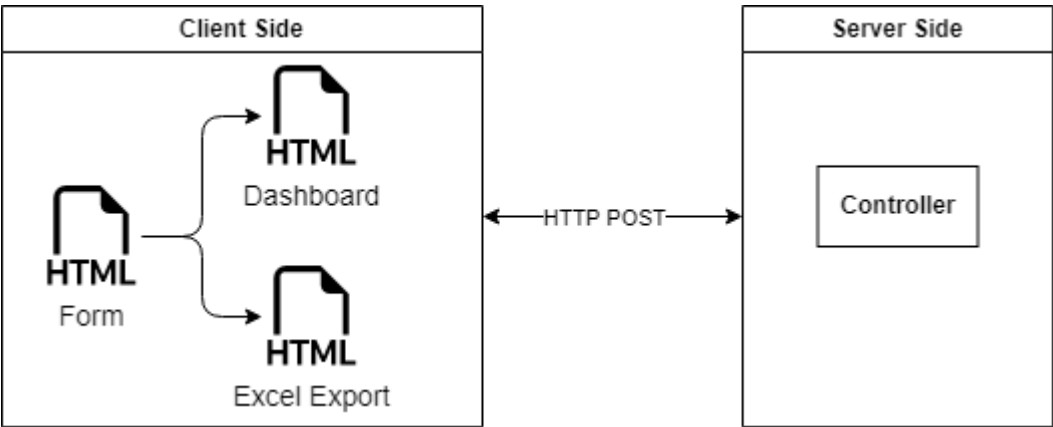 Client Side
Server Side
HTML
Dashboard
HTML
Form
HTTP POST
Controller
HTML
Excel Export